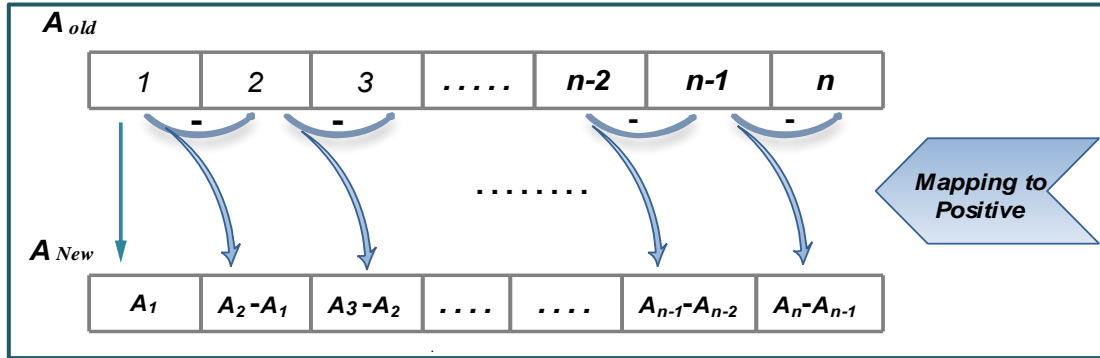 A old
1 2 3 ..... n-2 n-1 n
- - - -
Mapping to
Positive
........
A New
A₁ A₂-A₁ A₃-A₂ .... .... Aₙ₋₁-Aₙ₋₂ Aₙ-Aₙ₋₁
.